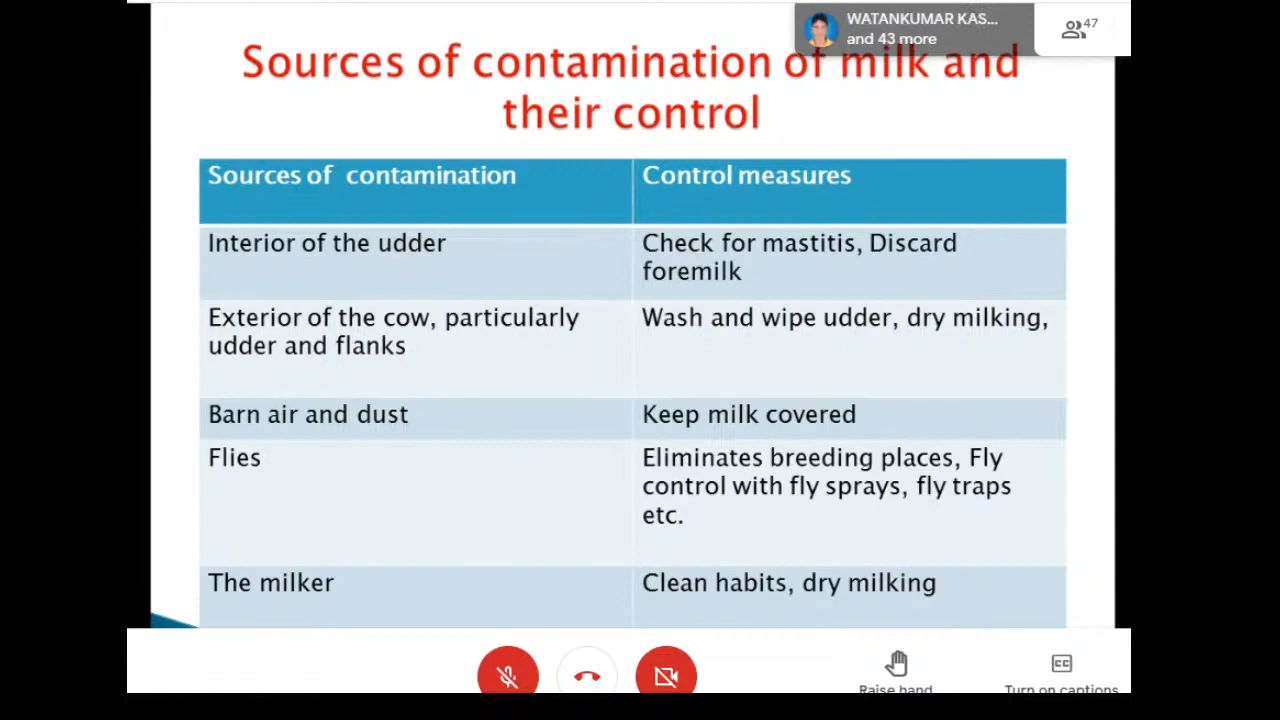 WATANKUMAR KAS...
and 43 more
47
Sources of contamination of milk and
their control
Sources of contamination
Control measures
Interior of the udder
Check for mastitis, Discard
foremilk
Exterior of the cow, particularly
udder and flanks
Wash and wipe udder, dry milking,
Barn air and dust
Keep milk covered
Flies
Eliminates breeding places, Fly
control with fly sprays, fly traps
etc.
The milker
Clean habits, dry milking
Raise hand
CC
Turn on captions